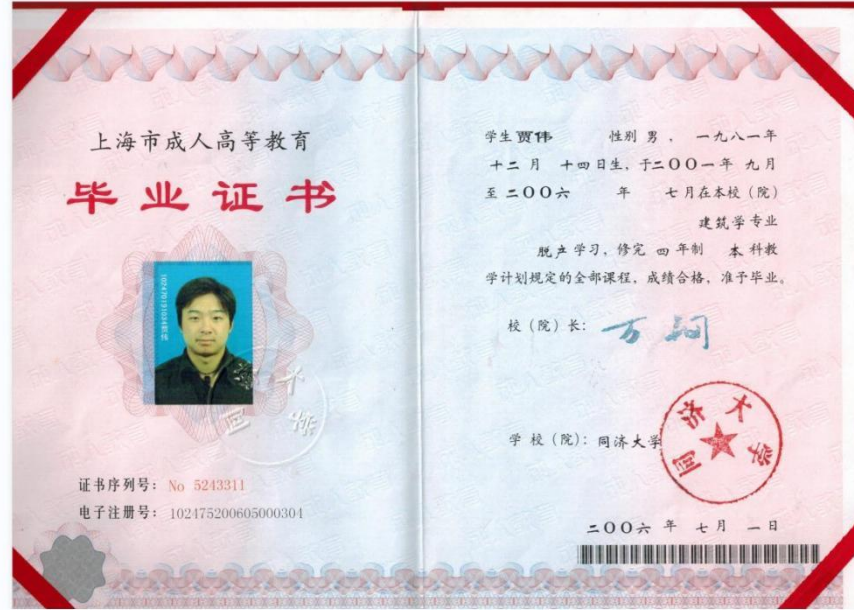 上海市成人高等教育
毕业证书
证书序列号： No 5243311
电子注册号： 102475200605000304
学生贾伟 性别 男 ， 一九八一年
十二月 十四日生，于二〇〇一年 九月
至 二〇〇六 年 七月在本校（院）
建筑学专业
脱产学习，修完 四 年制 本 科教
学计划规定的全部课程，成绩合格，准予毕业。
校（院）长： 万钢
学 校（院）：同济大学
同济大学
二〇〇六 年 七月 一日